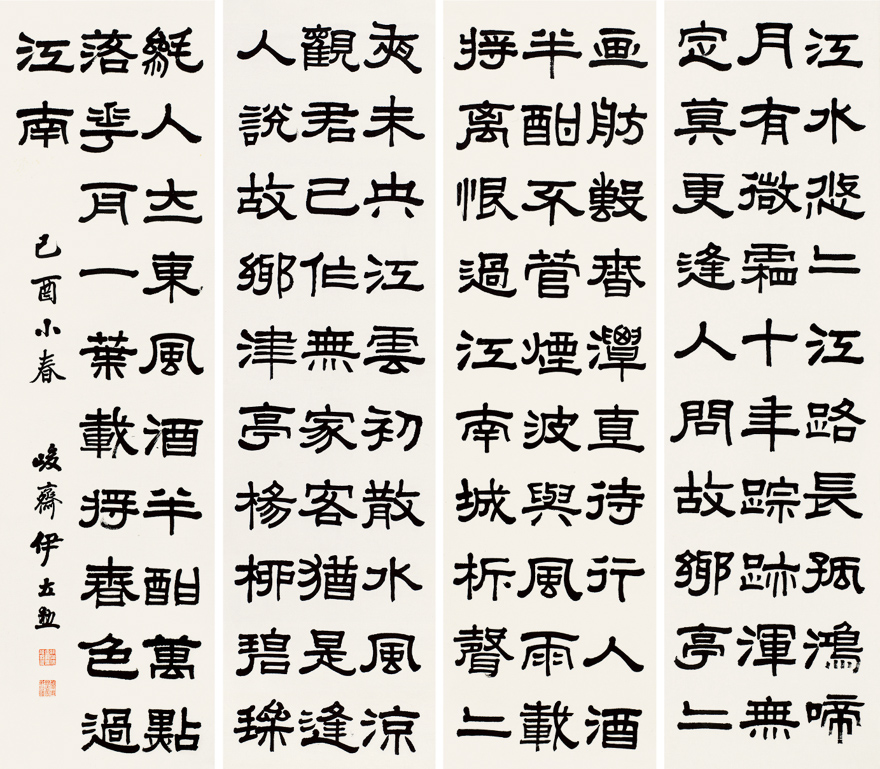 江水悠二江路長孤鴻啼
月有微霜十年踪跡渾無
定莫更逢人問故鄉亭二
画舫毄春潭直待行人酒
半酣不菅煙波與風雨載
將离恨過江南城柝聲二
夜未央江雲初散水風涼
觀君已作無家客猶是逢
人說故鄉津亭楊柳碧毿
毿人立東風酒半酣萬點
落花舟一葉載將春色過
江南
己酉小春 峻齋伊立勳